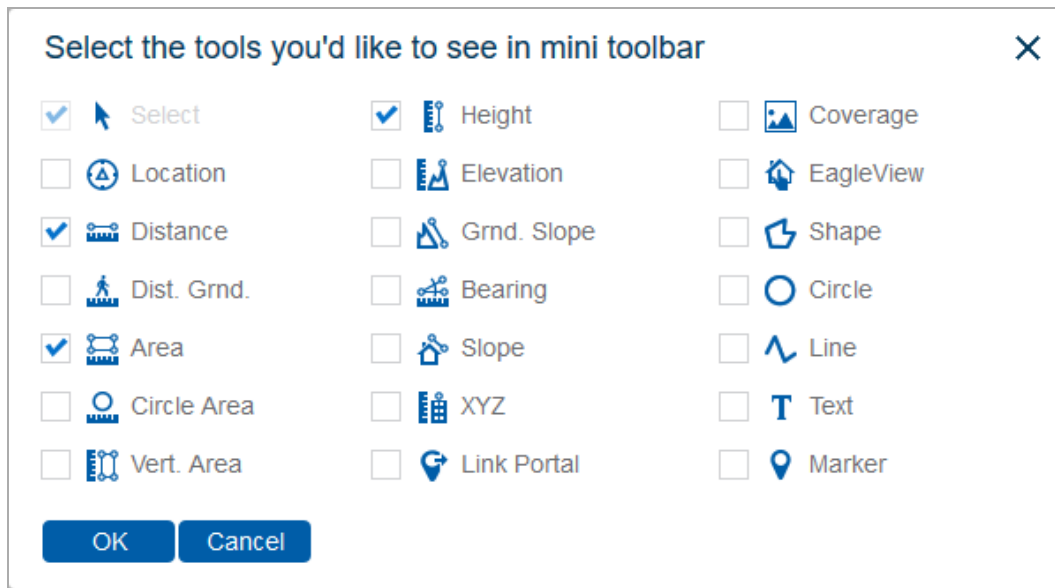 Select the tools you'd like to see in mini toolbar
Select Height Coverage
Location Elevation EagleView
Distance Grnd. Slope Shape
Dist. Grnd. Bearing Circle
Area Slope Line
Circle Area XYZ Text
Vert. Area Link Portal Marker
OK Cancel